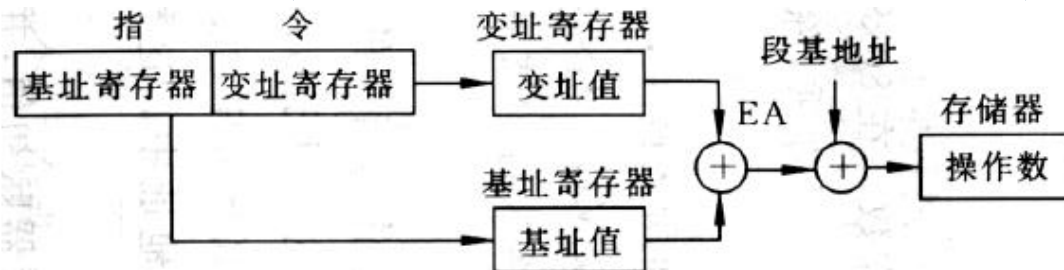 指 令
变址寄存器
段基地址
基址寄存器 变址寄存器
变址值
EA
存储器
操作数
基址寄存器
基址值